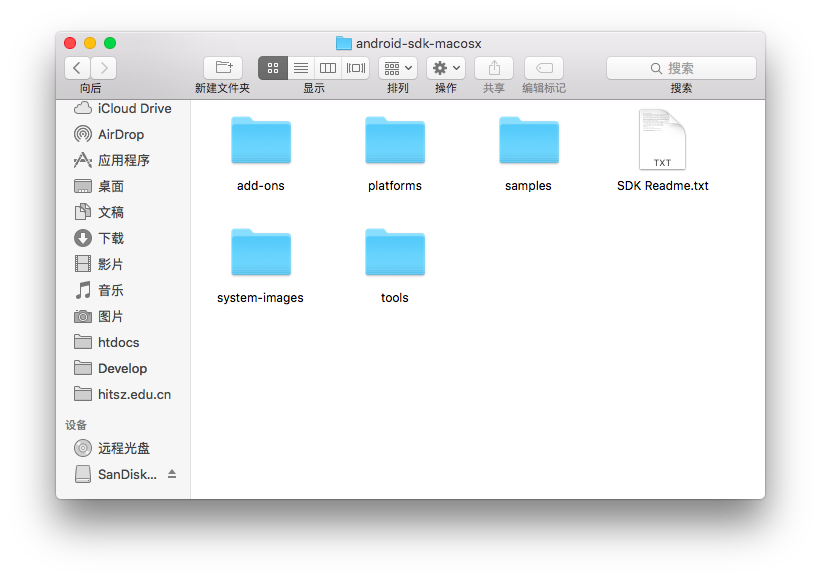 android-sdk-macosx
向后
新建文件夹
显示
排列
操作
共享
编辑标记
搜索
搜索
iCloud Drive
AirDrop
应用程序
桌面
文稿
下载
影片
音乐
图片
htdocs
Develop
hitsz.edu.cn
设备
远程光盘
SanDisk...
add-ons
platforms
samples
TXT
SDK Readme.txt
system-images
tools